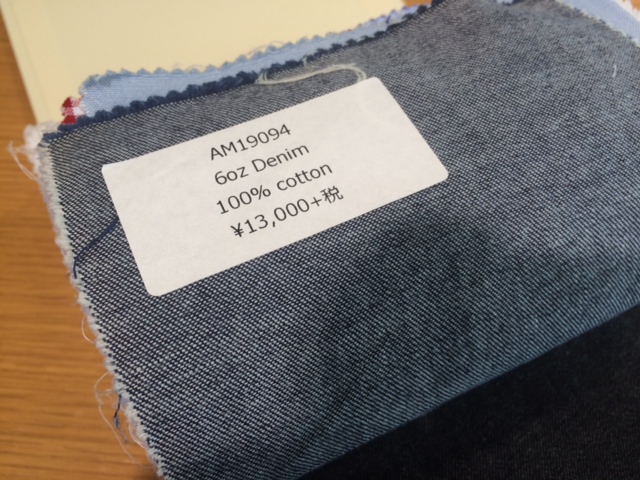 AM19094
6oz Denim
100% cotton
¥13,000+税